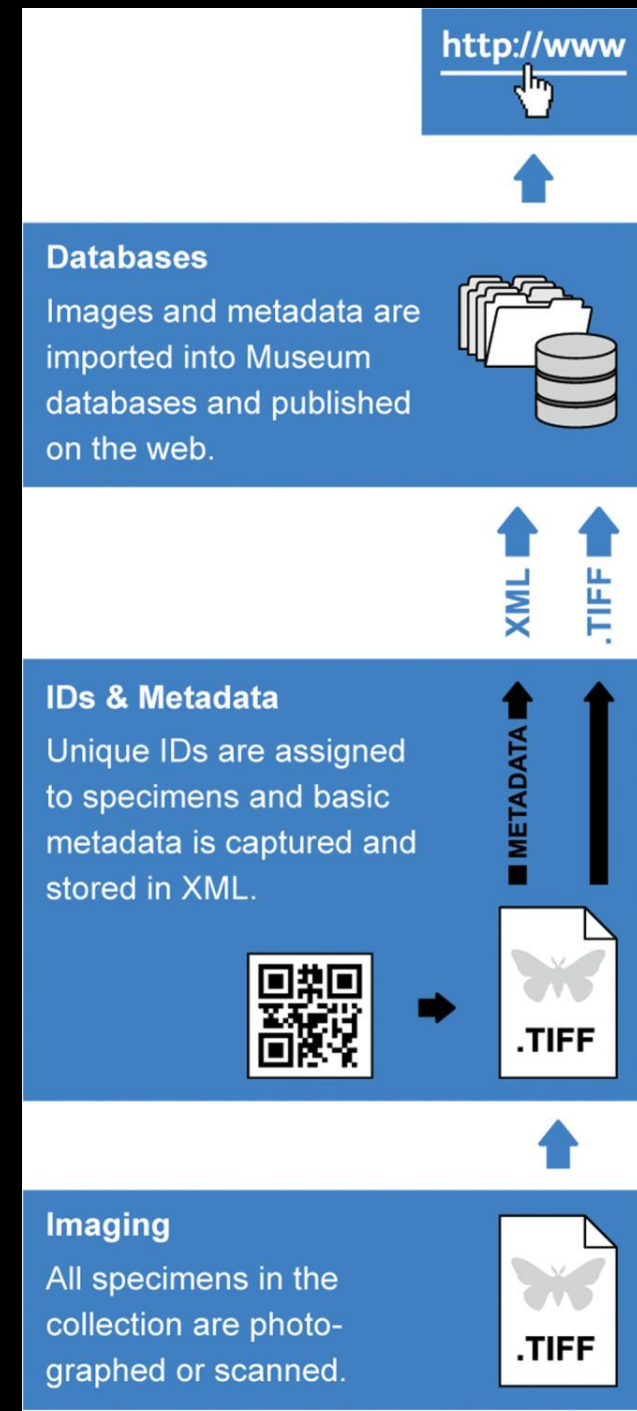 http://www
Databases
Images and metadata are
imported into Museum
databases and published
on the web.
XML
.TIFF
IDs & Metadata
Unique IDs are assigned
to specimens and basic
metadata is captured and
stored in XML.
METADATA
.TIFF
Imaging
All specimens in the
collection are photo-
graphed or scanned.
.TIFF